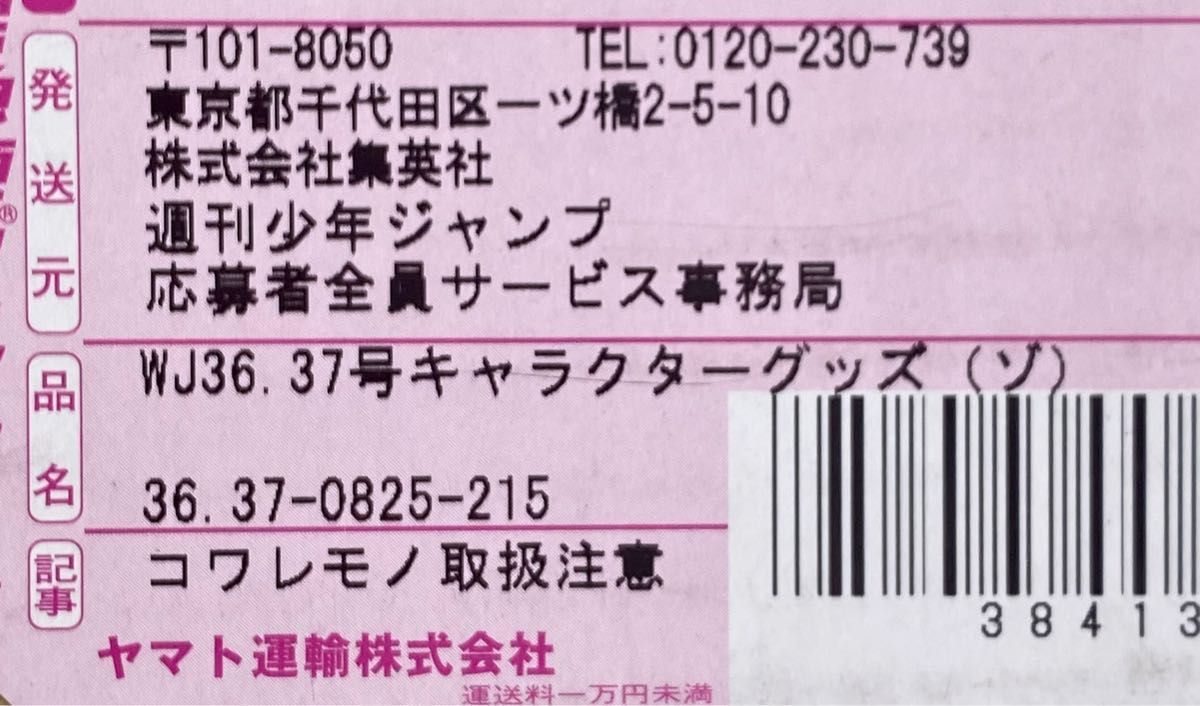 発送元
〒101-8050 TEL:0120-230-739
東京都千代田区一ツ橋2-5-10
株式会社集英社
週刊少年ジャンプ
応募者全員サービス事務局
品名
WJ36.37号キャラクターグッズ(ゾ)
36.37-0825-215
記事
コワレモノ取扱注意
38413
ヤマト運輸株式会社
運送料一万円未満